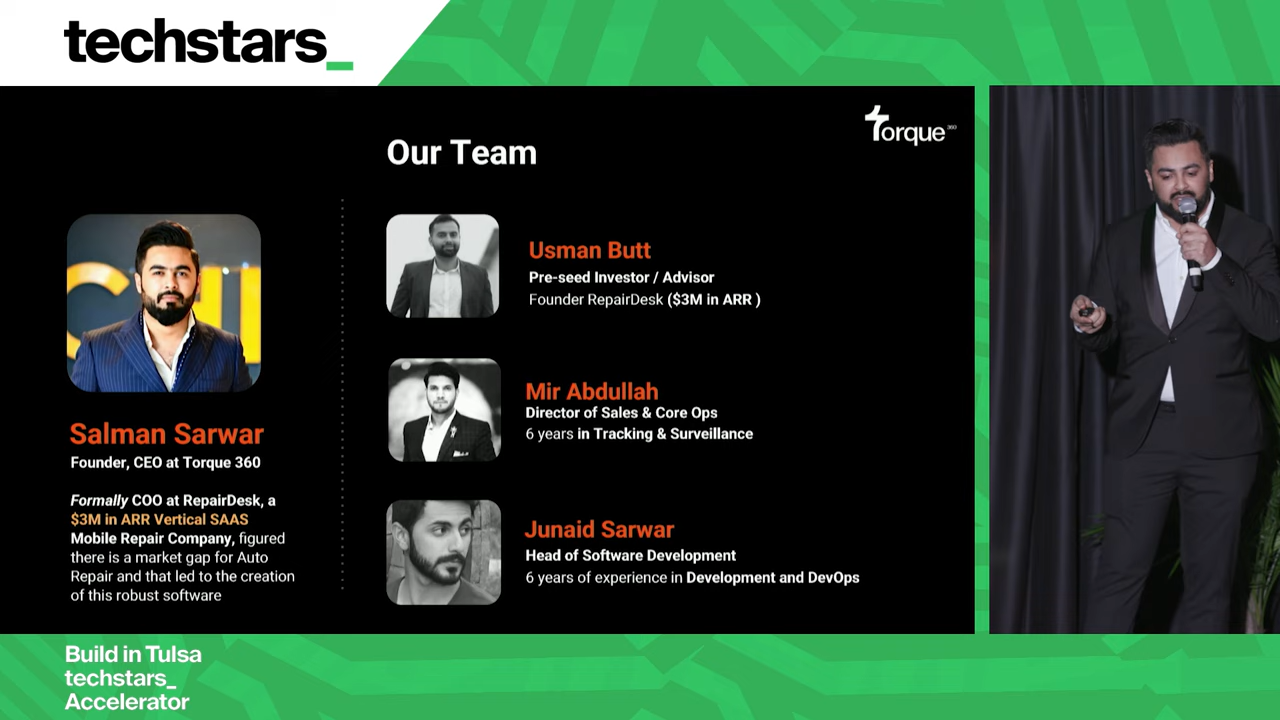 techstars_
Torque 360
Our Team
Salman Sarwar
Founder, CEO at Torque 360
Formally COO at RepairDesk, a
$3M in ARR Vertical SAAS
Mobile Repair Company, figured
there is a market gap for Auto
Repair and that led to the creation
of this robust software
Usman Butt
Pre-seed Investor / Advisor
Founder RepairDesk ($3M in ARR )
Mir Abdullah
Director of Sales & Core Ops
6 years in Tracking & Surveillance
Junaid Sarwar
Head of Software Development
6 years of experience in Development and DevOps
Build in Tulsa
techstars_
Accelerator